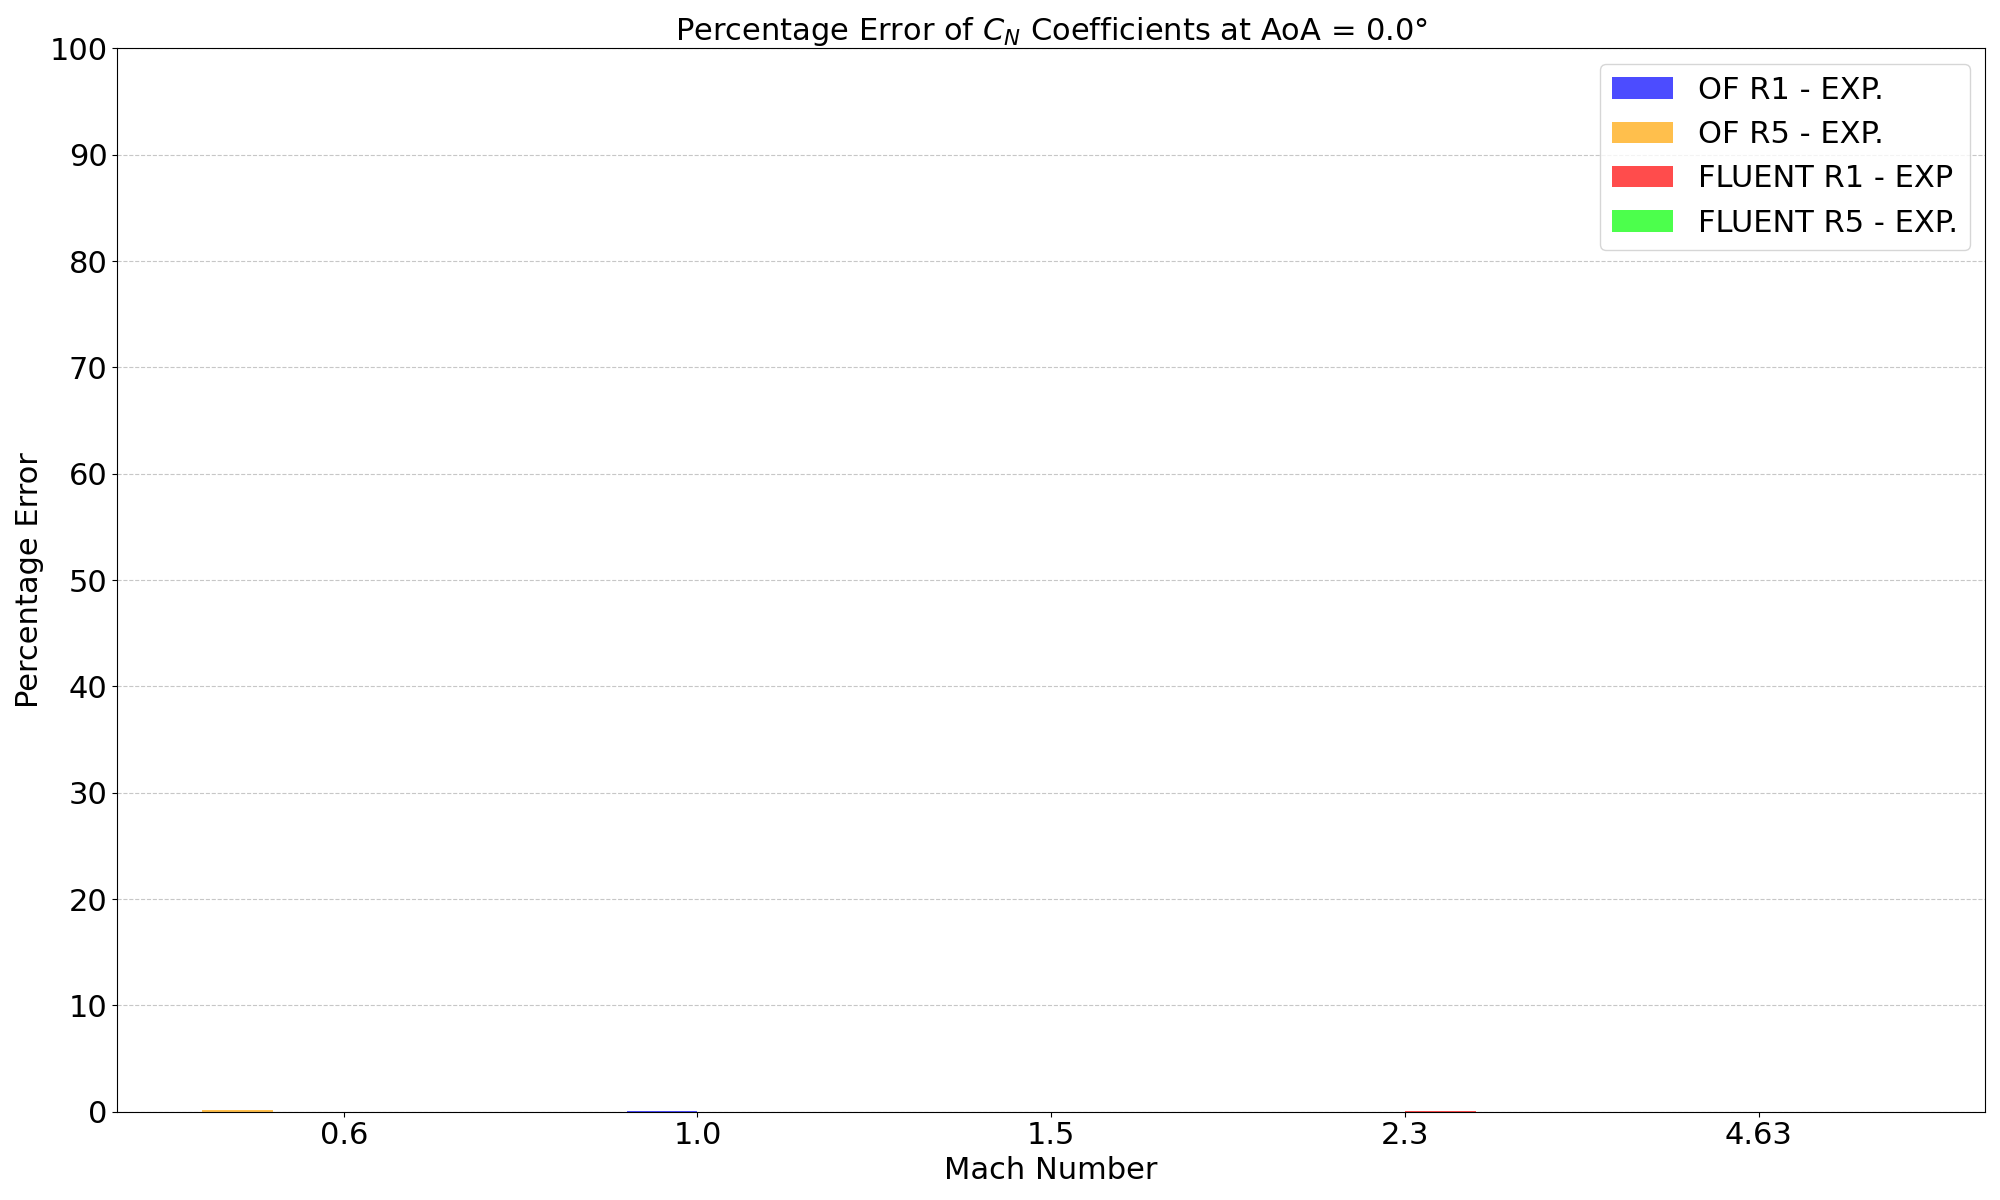 Percentage Error of C_N Coefficients at AoA = 0.0°
100
90
80
70
60
50
40
30
20
10
0
Percentage Error
OF R1 - EXP.
OF R5 - EXP.
FLUENT R1 - EXP
FLUENT R5 - EXP.
0.6 1.0 1.5 2.3 4.63
Mach Number